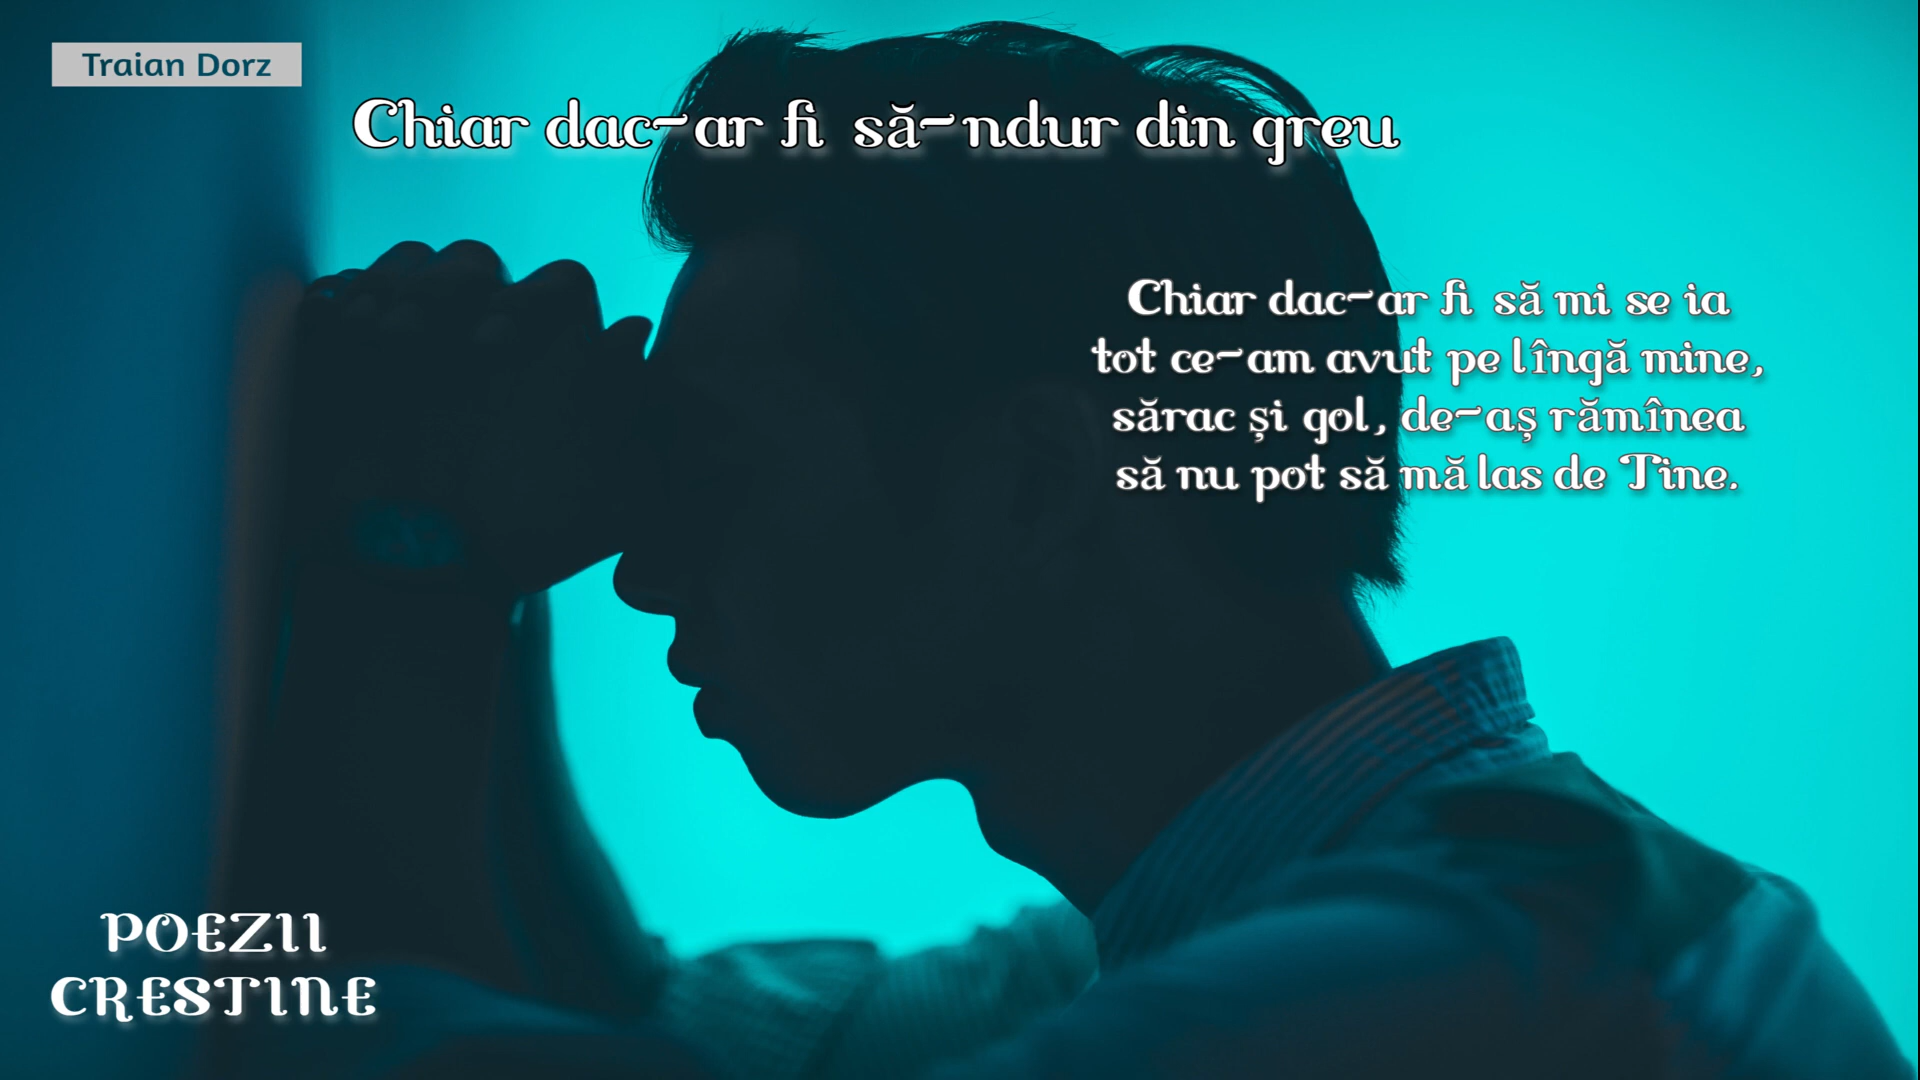 Traian Dorz
Chiar dac-ar fi să-ndur din greu
Chiar dac-ar fi să mi se ia
tot ce-am avut pe lîngă mine,
sărac și gol, de-aș rămînea
să nu pot să mă las de Tine.
POEZII
CRESTINE